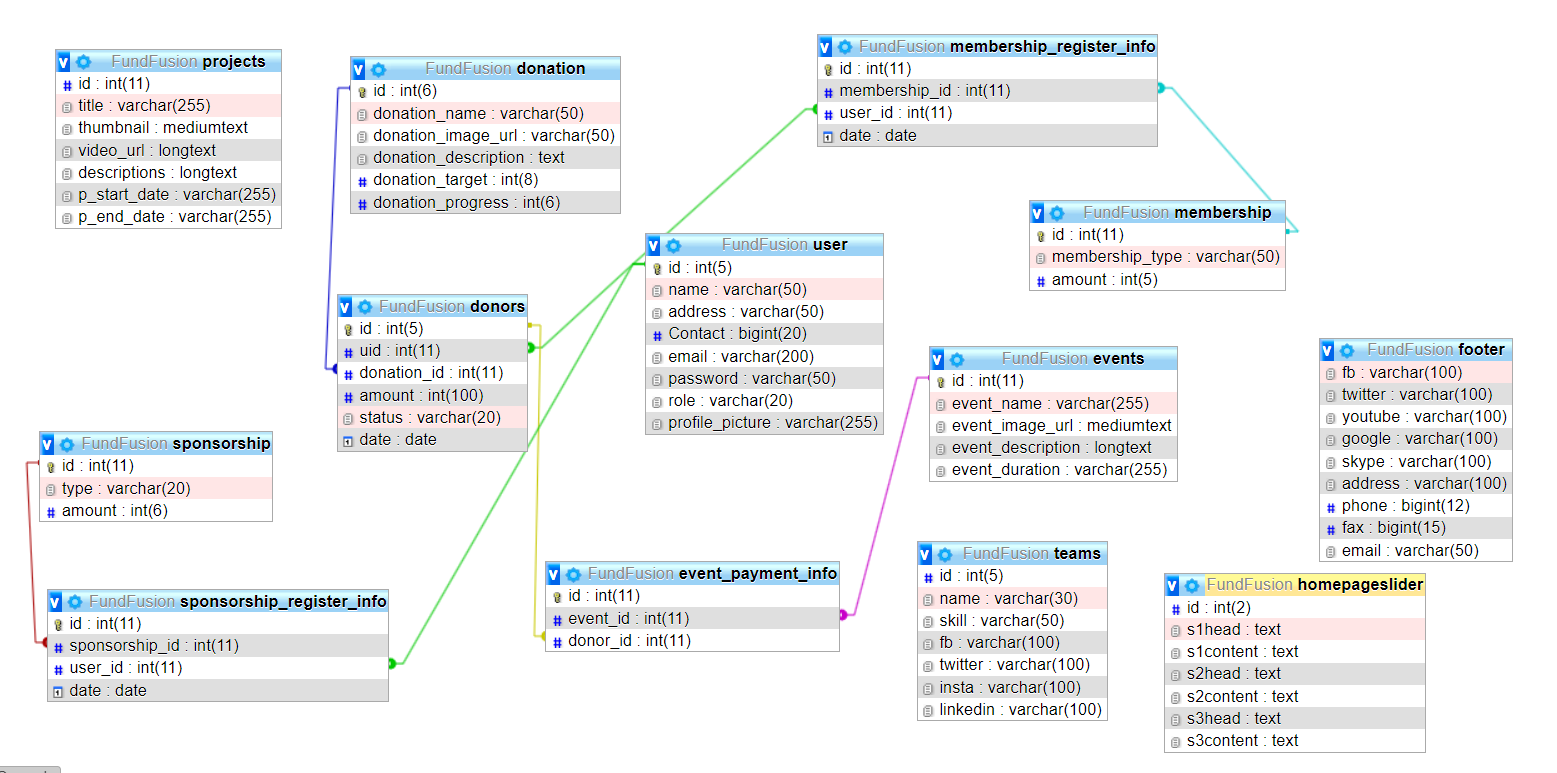 FundFusion projects
id : int(11)
title : varchar(255)
thumbnail : mediumtext
video_url : longtext
descriptions : longtext
p_start_date : varchar(255)
p_end_date : varchar(255)
FundFusion donation
id : int(6)
donation_name : varchar(50)
donation_image_url : varchar(50)
donation_description : text
donation_target : int(8)
donation_progress : int(6)
FundFusion membership_register_info
id : int(11)
membership_id : int(11)
user_id : int(11)
date : date
FundFusion membership
id : int(11)
membership_type : varchar(50)
amount : int(5)
FundFusion user
id : int(5)
name : varchar(50)
address : varchar(50)
Contact : bigint(20)
email : varchar(200)
password : varchar(50)
role : varchar(20)
profile_picture : varchar(255)
FundFusion donors
id : int(5)
uid : int(11)
donation_id : int(11)
amount : int(100)
status : varchar(20)
date : date
FundFusion events
id : int(11)
event_name : varchar(255)
event_image_url : mediumtext
event_description : longtext
event_duration : varchar(255)
FundFusion footer
fb : varchar(100)
twitter : varchar(100)
youtube : varchar(100)
google : varchar(100)
skype : varchar(100)
address : varchar(100)
phone : bigint(12)
fax : bigint(15)
email : varchar(50)
FundFusion sponsorship
id : int(11)
type : varchar(20)
amount : int(6)
FundFusion sponsorship_register_info
id : int(11)
sponsorship_id : int(11)
user_id : int(11)
date : date
FundFusion event_payment_info
id : int(11)
event_id : int(11)
donor_id : int(11)
FundFusion teams
id : int(5)
name : varchar(30)
skill : varchar(50)
fb : varchar(100)
twitter : varchar(100)
insta : varchar(100)
linkedin : varchar(100)
FundFusion homepageslider
id : int(2)
s1head : text
s1content : text
s2head : text
s2content : text
s3head : text
s3content : text